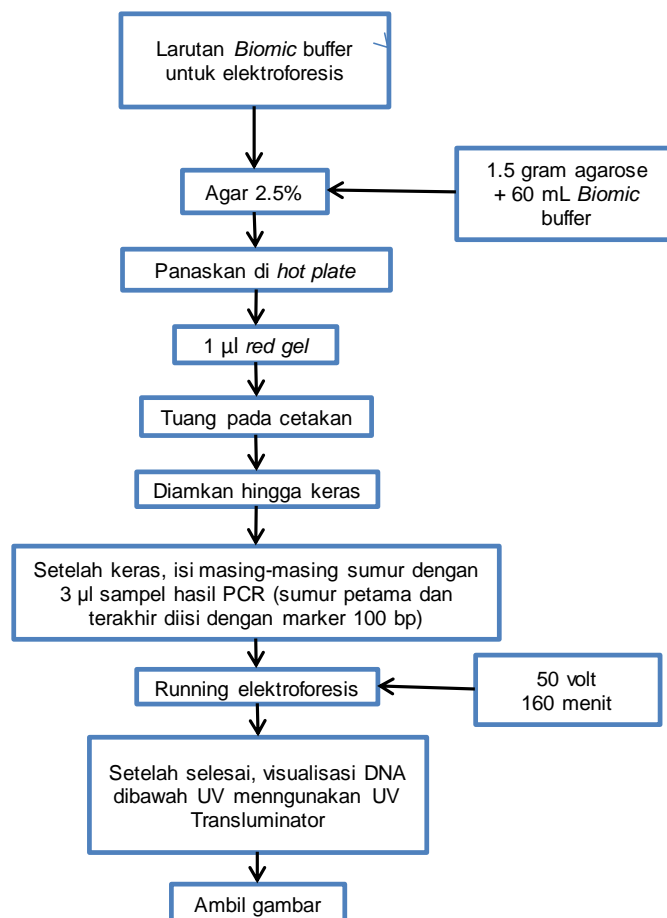 Larutan Biomic buffer
untuk elektroforesis
Agar 2.5%
1.5 gram agarose
+ 60 mL Biomic
buffer
Panaskan di hot plate
1 µl red gel
Tuang pada cetakan
Diamkan hingga keras
Setelah keras, isi masing-masing sumur dengan
3 µl sampel hasil PCR (sumur petama dan
terakhir diisi dengan marker 100 bp)
Running elektroforesis
50 volt
160 menit
Setelah selesai, visualisasi DNA
dibawah UV menngunakan UV
Transluminator
Ambil gambar